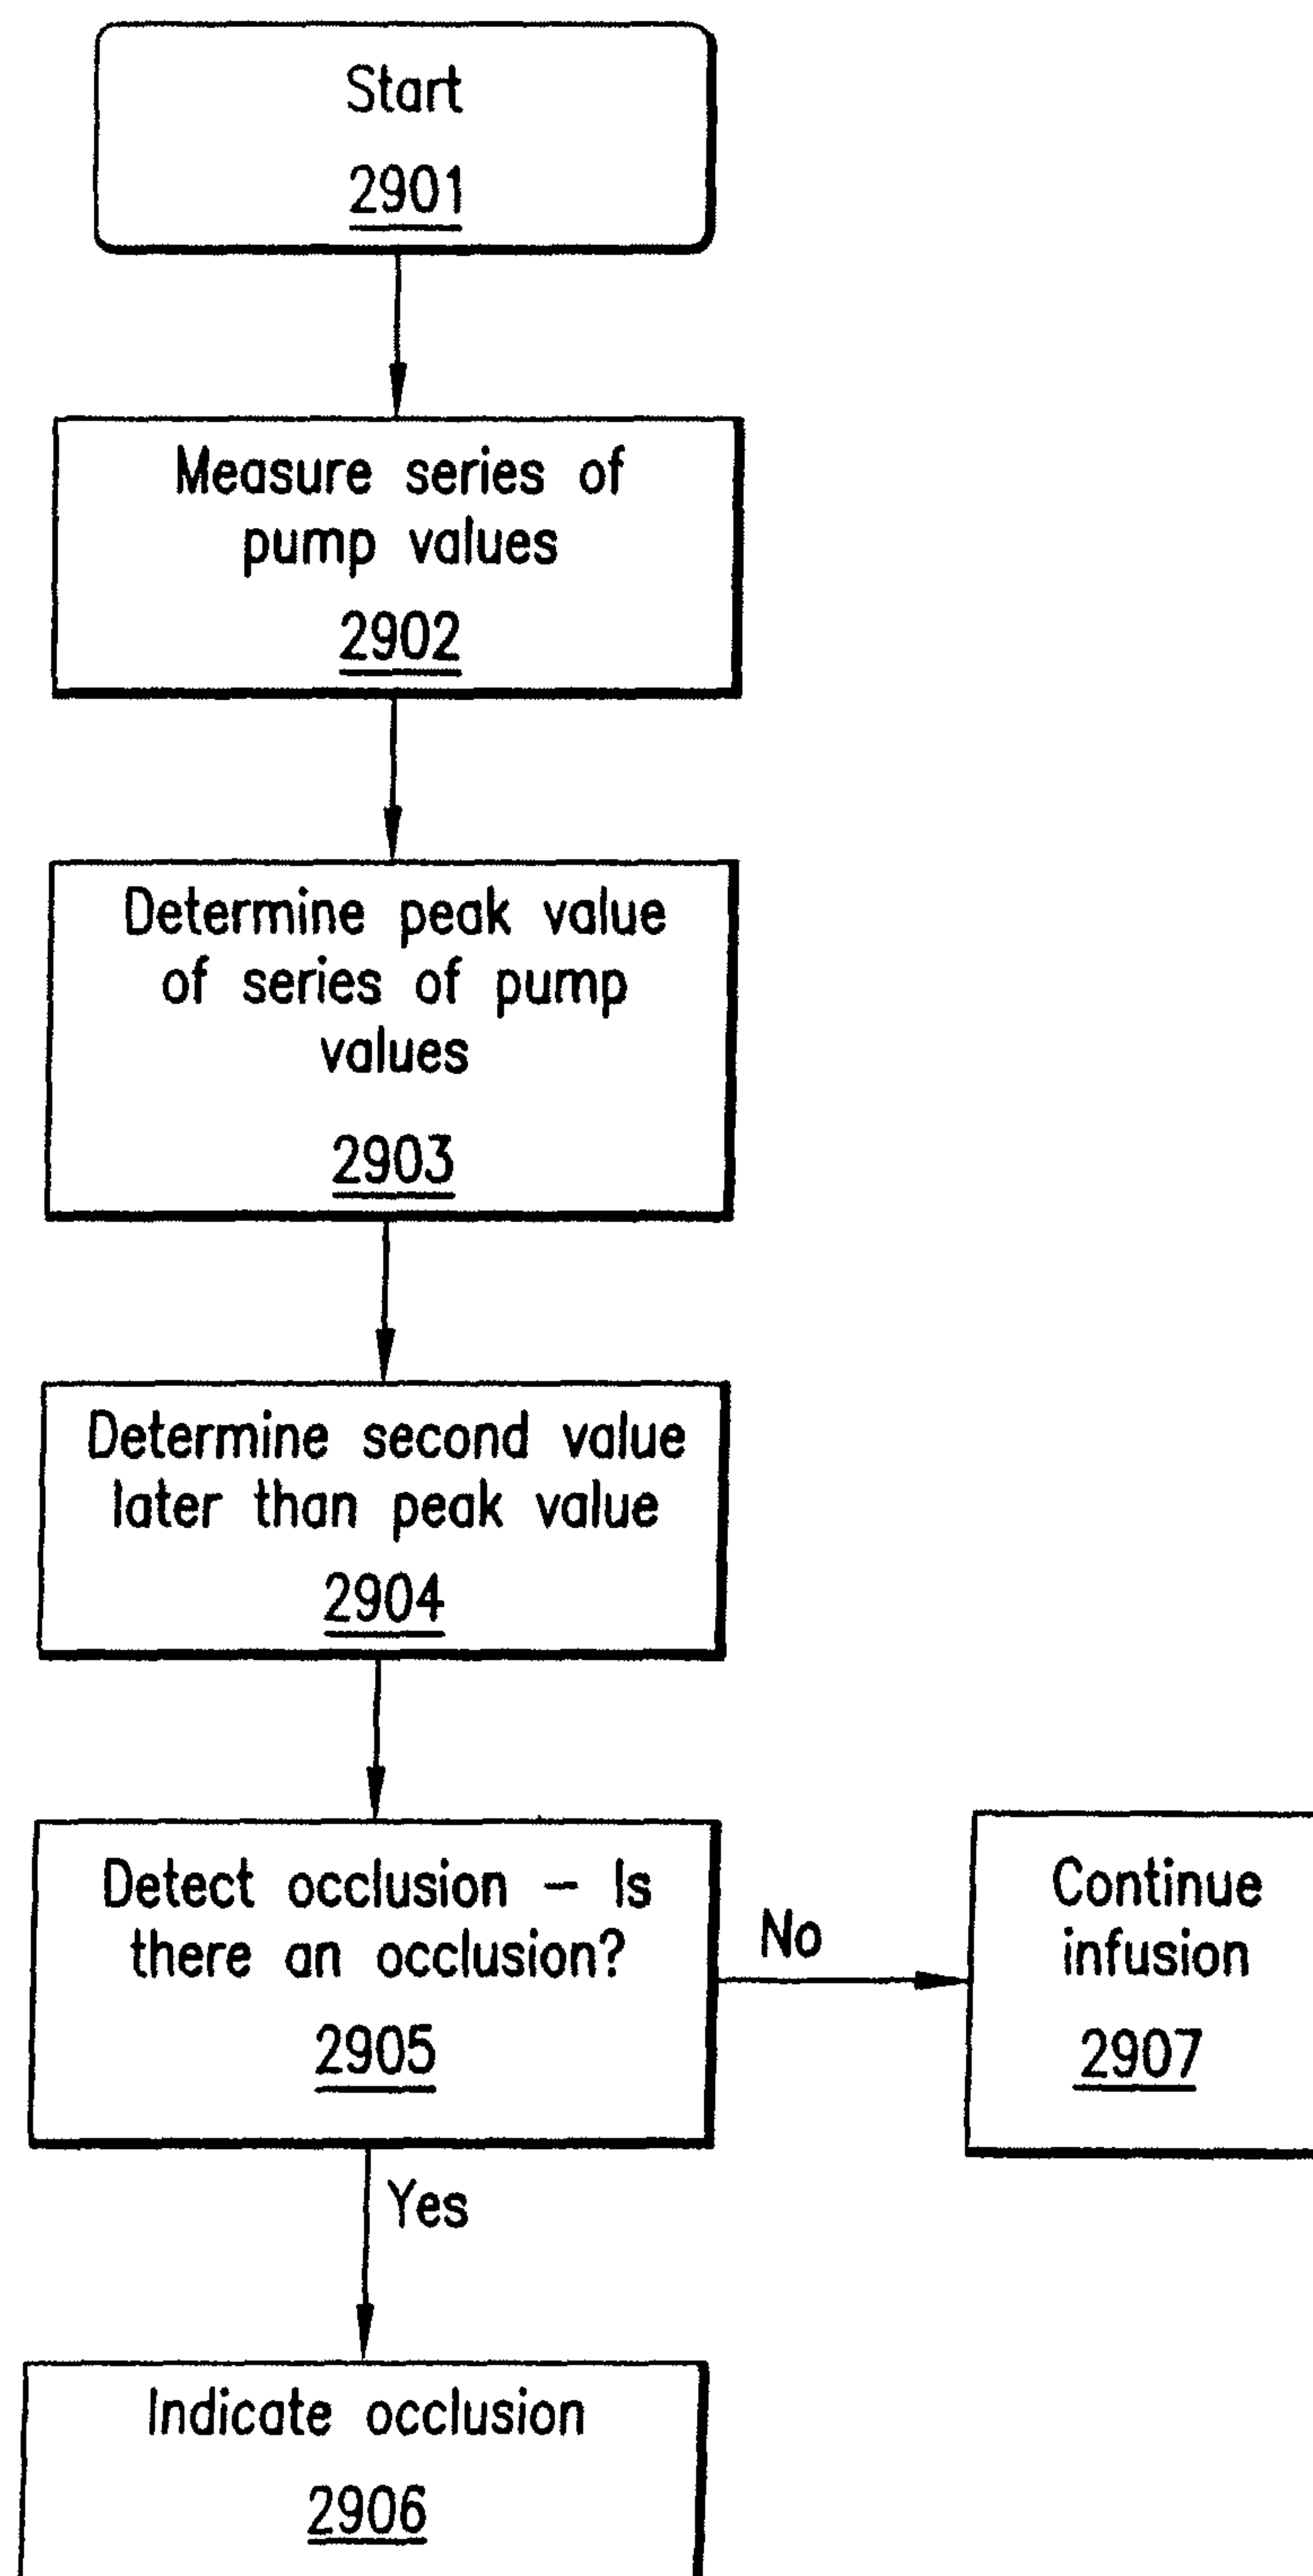 Start
2901
Measure series of
pump values
2902
Determine peak value
of series of pump
values
2903
Determine second value
later than peak value
2904
Detect occlusion – Is
there an occlusion?
2905
No
Continue
infusion
2907
Yes
Indicate occlusion
2906